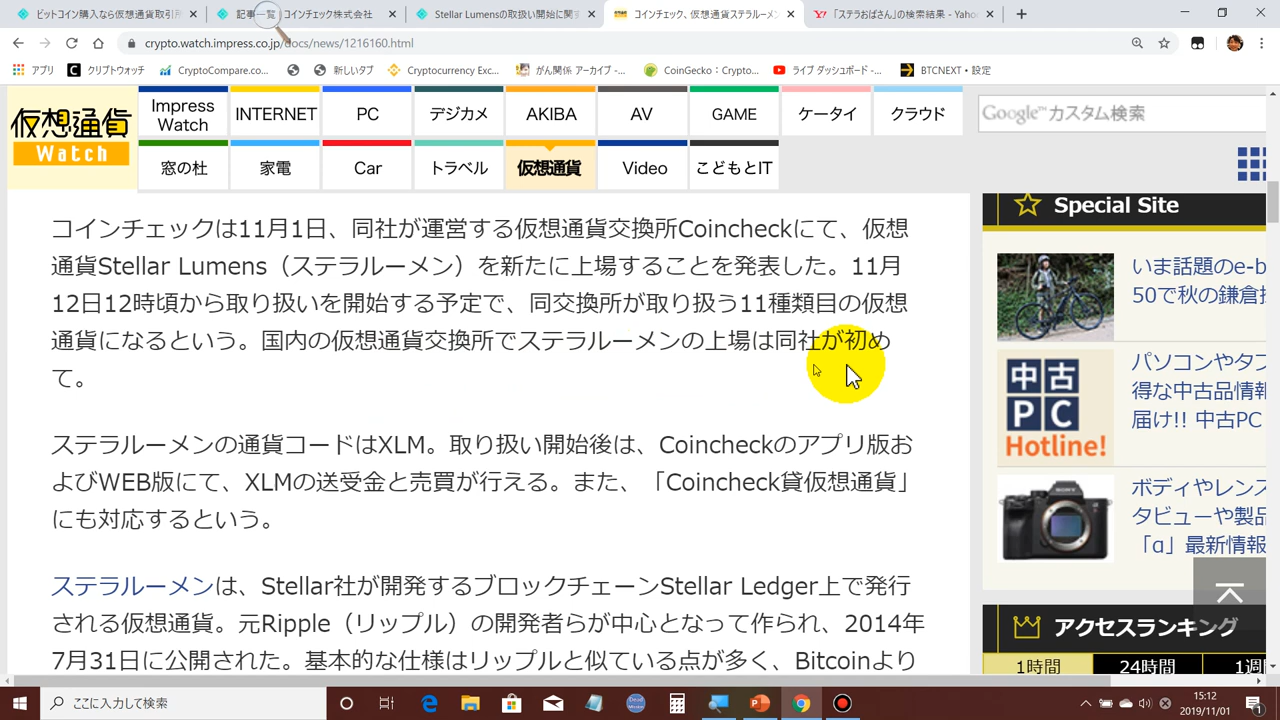 ビットコイン購入なら仮想通貨取引所
記事一覧 | コインチェック株式会社
Stellar Lumensの取扱い開始に関す
コインチェック、仮想通貨ステラルーメン
「ステラおばさん」の検索結果 - Yaho
crypto.watch.impress.co.jp/docs/news/1216160.html
アプリ
クリプトウォッチ
CryptoCompare.co...
新しいタブ
Cryptocurrency Exc...
がん関係 アーカイブ -...
CoinGecko：Crypto...
ライブ ダッシュボード -...
BTCNEXT・設定
仮想通貨
Watch
Impress Watch
INTERNET
PC
デジカメ
AKIBA
AV
GAME
ケータイ
クラウド
Google™ カスタム検索
窓の杜
家電
Car
トラベル
仮想通貨
Video
こどもとIT
コインチェックは11月1日、同社が運営する仮想通貨交換所Coincheckにて、仮想
通貨Stellar Lumens（ステラルーメン）を新たに上場することを発表した。11月
12日12時頃から取り扱いを開始する予定で、同交換所が取り扱う11種類目の仮想
通貨になるという。国内の仮想通貨交換所でステラルーメンの上場は同社が初め
て。
ステラルーメンの通貨コードはXLM。取り扱い開始後は、Coincheckのアプリ版お
よびWEB版にて、XLMの送受金と売買が行える。また、「Coincheck貸仮想通貨」
にも対応するという。
ステラルーメンは、Stellar社が開発するブロックチェーンStellar Ledger上で発行
される仮想通貨。元Ripple（リップル）の開発者らが中心となって作られ、2014年
7月31日に公開された。基本的な仕様はリップルと似ている点が多く、Bitcoinより
Special Site
いま話題のe-b
50で秋の鎌倉
中古
PC
Hotline!
パソコンやタブ
得な中古品情報
届け!! 中古PC
SONY
ボディやレンズ
タビューや製品
「α」最新情報
アクセスランキング
1時間
24時間
1週
ここに入力して検索
15:12
2019/11/01